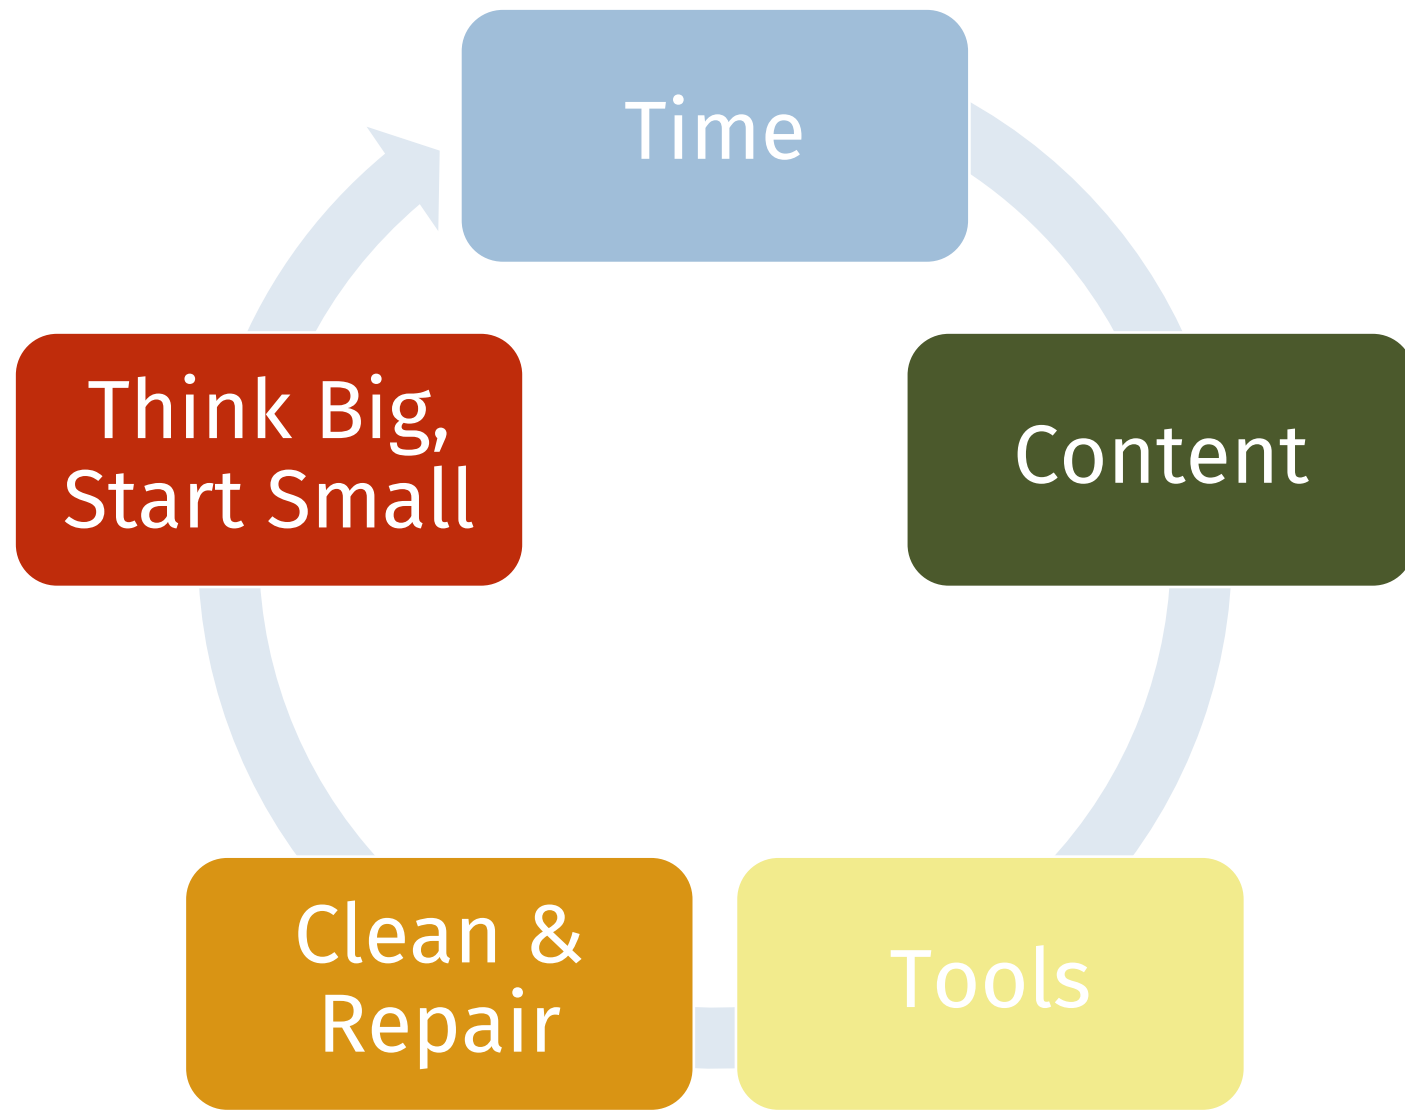 Time
Content
Tools
Clean &
Repair
Think Big,
Start Small